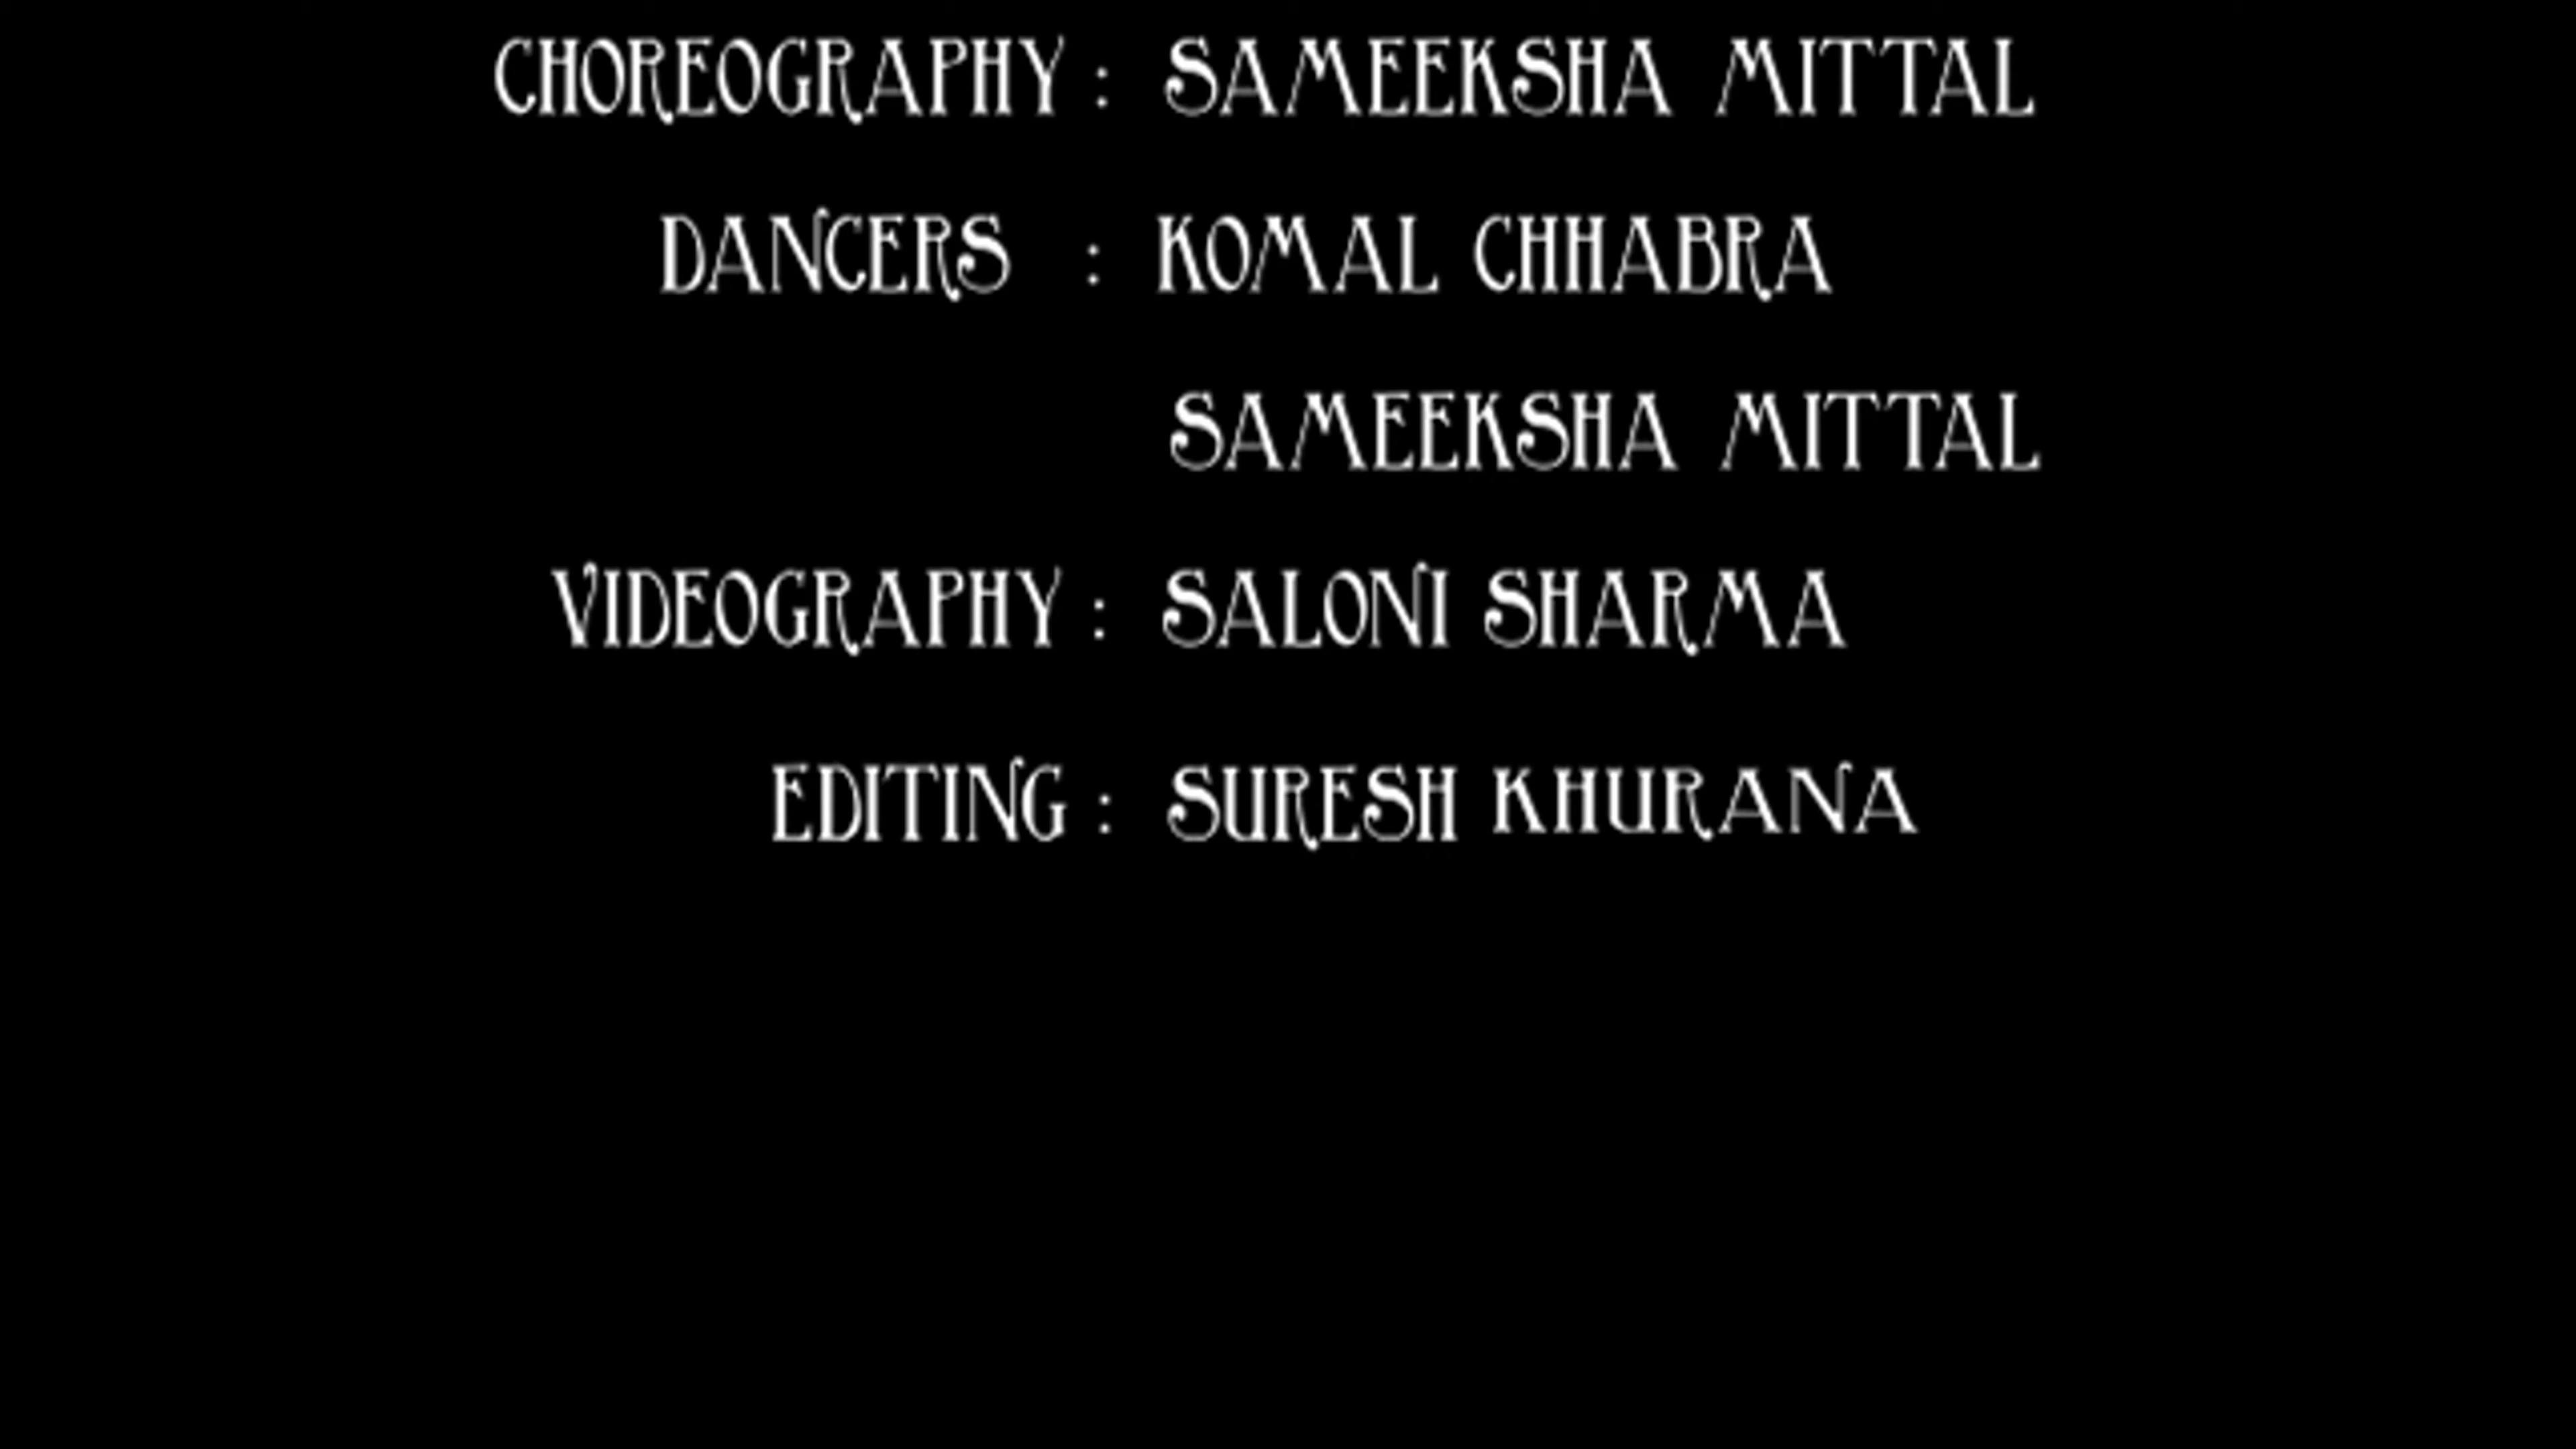 CHOREOGRAPHY : SAMEEKSHA MITTAL
DANCERS : KOMAL CHHABRA
SAMEEKSHA MITTAL
VIDEOGRAPHY : SALONI SHARMA
EDITING : SURESH KHURANA